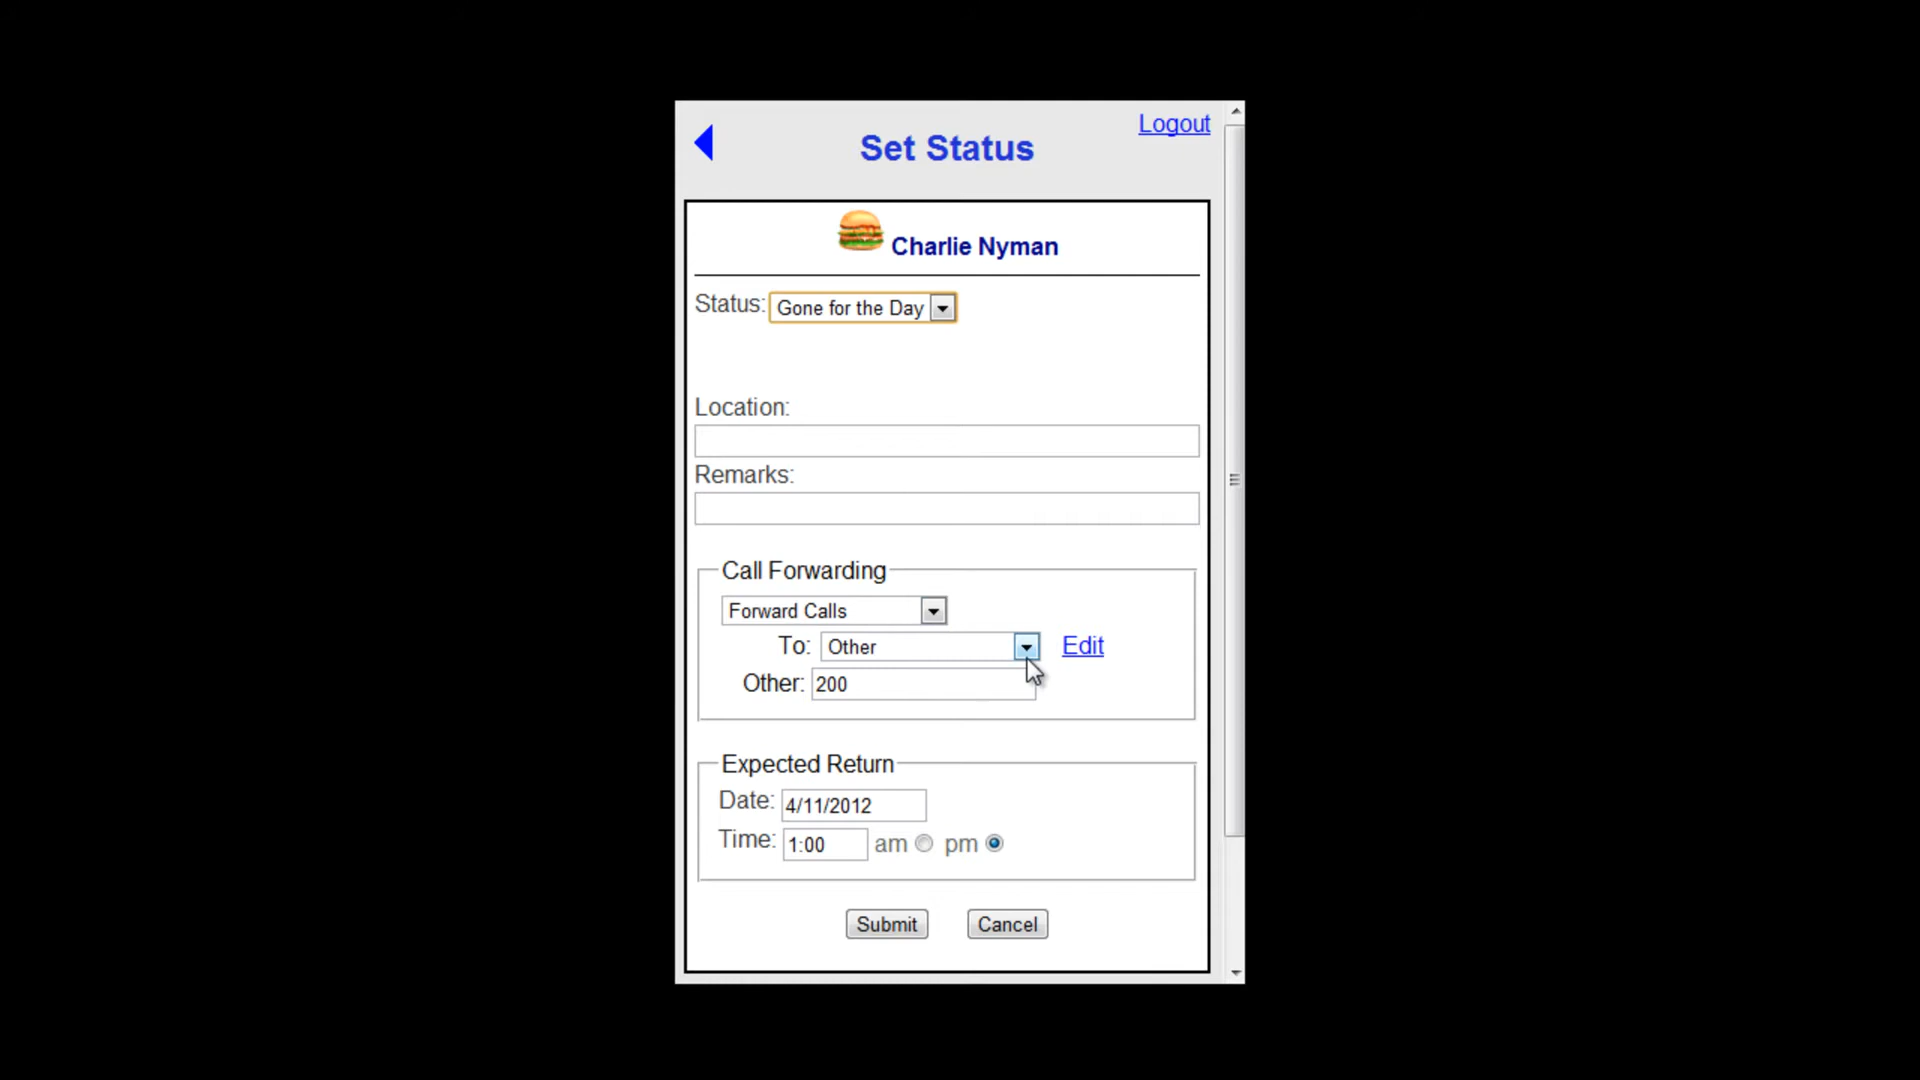 Logout
Set Status
Charlie Nyman
Status: Gone for the Day
Location:
Remarks:
Call Forwarding
Forward Calls
To: Other Edit
Other: 200
Expected Return
Date: 4/11/2012
Time: 1:00 am pm
Submit Cancel